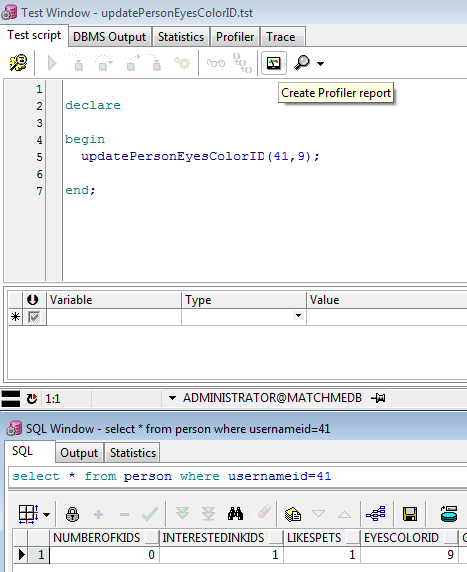 Test Window - updatePersonEyesColorID.tst
Test script DBMS Output Statistics Profiler Trace
Create Profiler report
1
2 declare
3
4 begin
5 updatePersonEyesColorID(41,9);
6
7 end;
Variable Type Value
1:1 ADMINISTRATOR@MATCHMEDB
SQL Window - select * from person where usernameid=41
SQL Output Statistics
select * from person where usernameid=41
NUMBEROFKIDS INTERESTEDINKIDS LIKESPETS EYESCOLORID
1 0 1 1 9